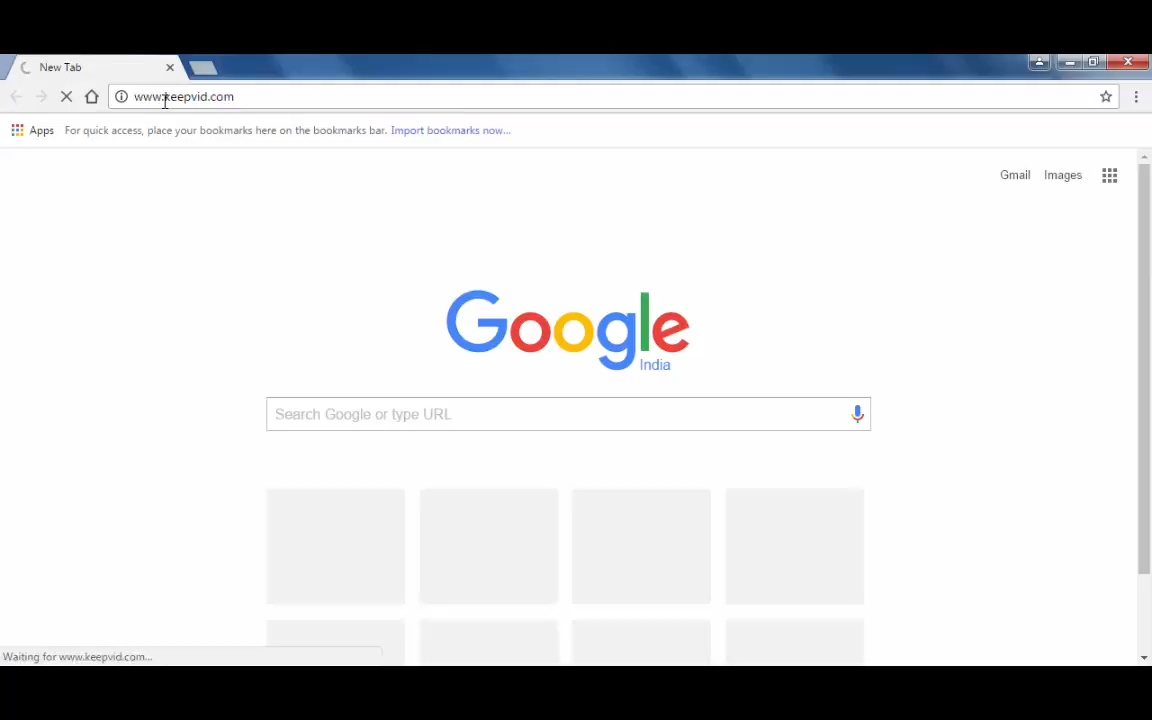 New Tab
www.keepvid.com
Apps For quick access, place your bookmarks here on the bookmarks bar. Import bookmarks now...
Gmail Images
Google
India
Search Google or type URL
Waiting for www.keepvid.com...